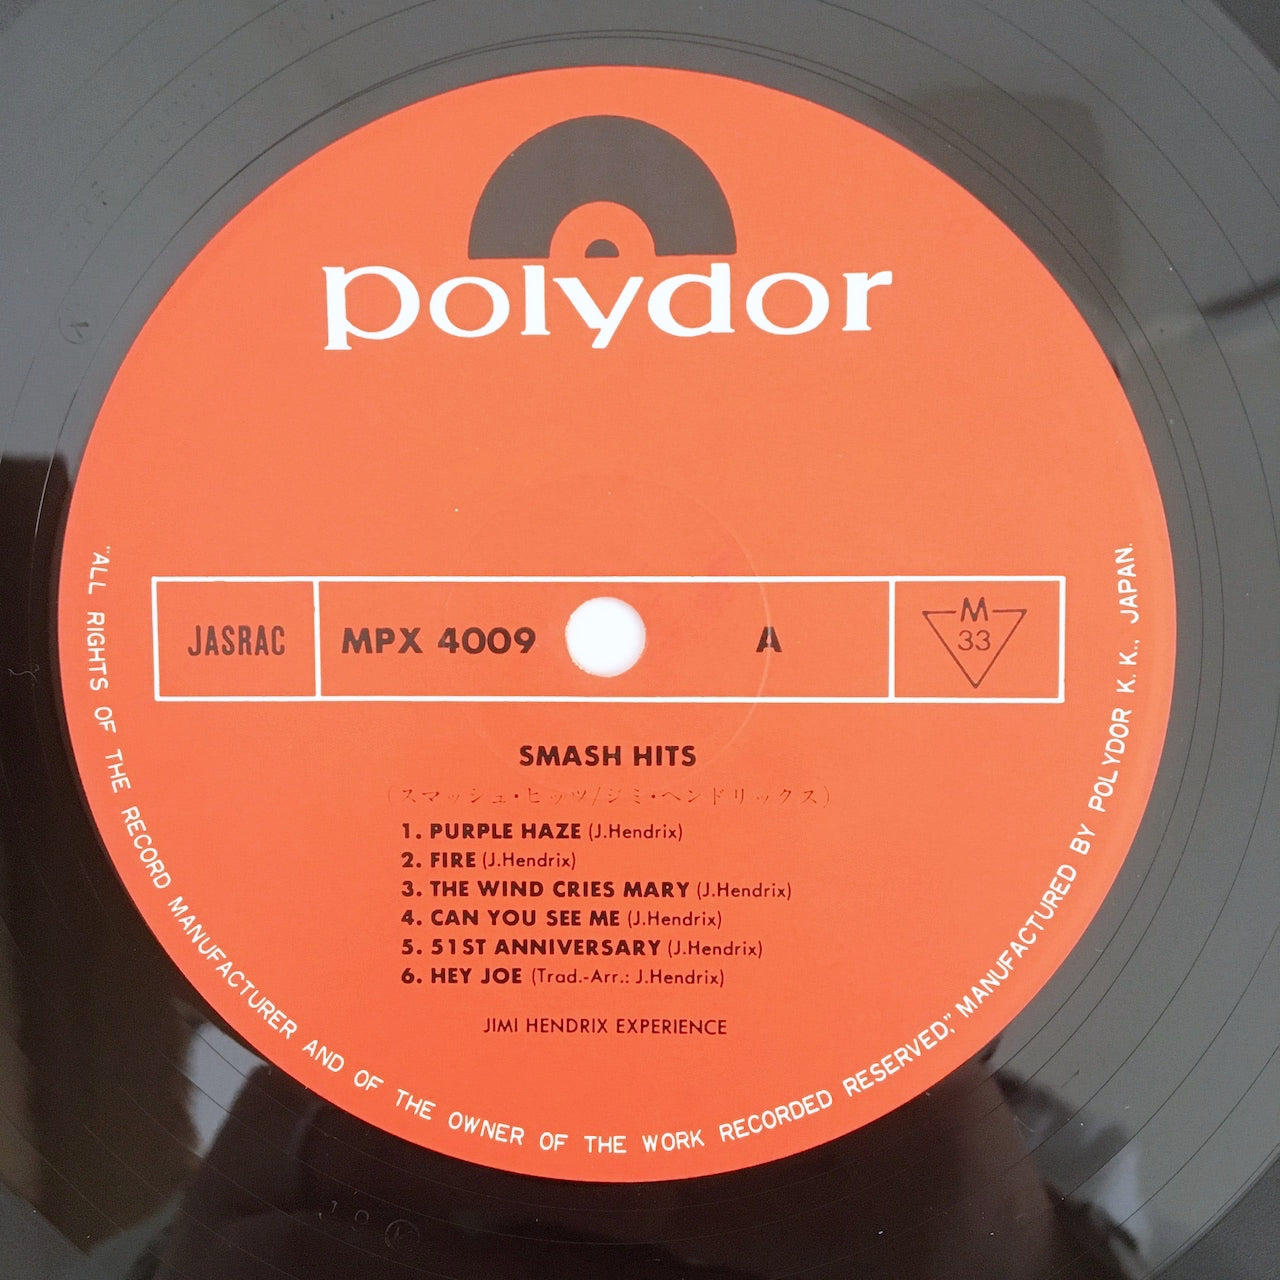 polydor
JASRAC
MPX 4009
A
M
33
SMASH HITS
(スマッシュ・ヒッツ/ジミ・ヘンドリックス)
1. PURPLE HAZE (J.Hendrix)
2. FIRE (J.Hendrix)
3. THE WIND CRIES MARY (J.Hendrix)
4. CAN YOU SEE ME (J.Hendrix)
5. 51ST ANNIVERSARY (J.Hendrix)
6. HEY JOE (Trad.-Arr.: J.Hendrix)
JIMI HENDRIX EXPERIENCE
"ALL RIGHTS OF THE RECORD MANUFACTURER AND OF THE OWNER OF THE WORK RECORDED RESERVED," MANUFACTURED BY POLYDOR K.K., JAPAN.